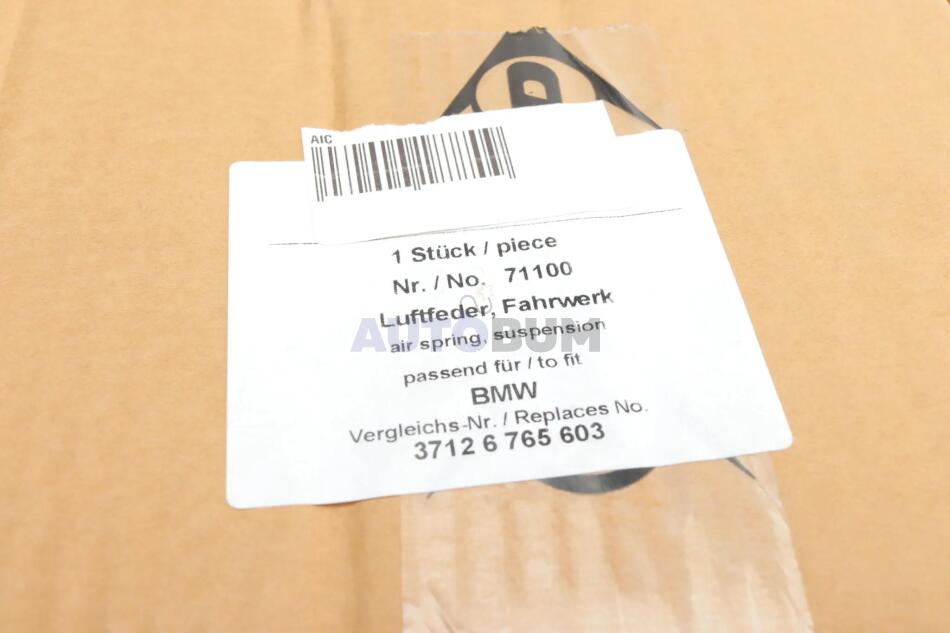 AIC
1 Stück / piece
Nr. / No. 71100
Luftfeder, Fahrwerk
AUTOBUM
air spring, suspension
passend für / to fit
BMW
Vergleichs-Nr. / Replaces No.
3712 6 765 603